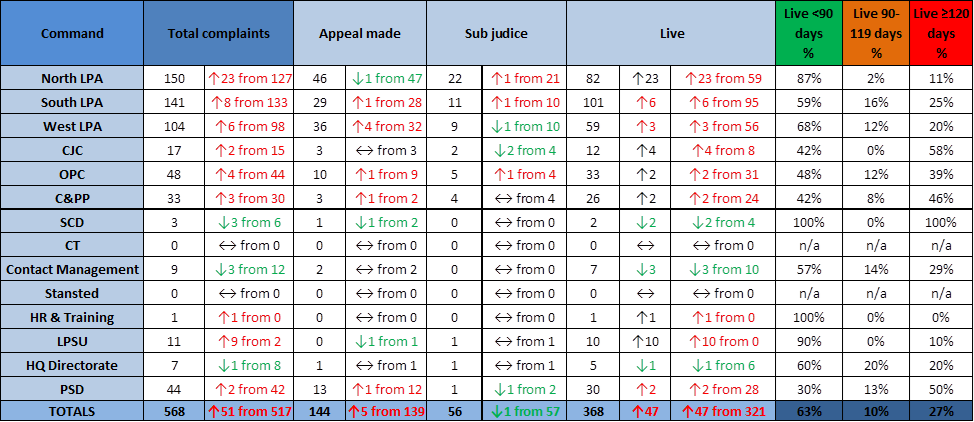 Command Total complaints Appeal made Sub judice Live Live <90 days % Live 90-119 days % Live ≥120 days %
North LPA 150 ↑23 from 127 46 ↓1 from 47 22 ↑1 from 21 82 ↑23 ↑23 from 59 87% 2% 11%
South LPA 141 ↑8 from 133 29 ↑1 from 28 11 ↑1 from 10 101 ↑6 ↑6 from 95 59% 16% 25%
West LPA 104 ↑6 from 98 36 ↑4 from 32 9 ↓1 from 10 59 ↑3 ↑3 from 56 68% 12% 20%
CJC 17 ↑2 from 15 3 ↔ from 3 2 ↓2 from 4 12 ↑4 ↑4 from 8 42% 0% 58%
OPC 48 ↑4 from 44 10 ↑1 from 9 5 ↑1 from 4 33 ↑2 ↑2 from 31 48% 12% 39%
C&PP 33 ↑3 from 30 3 ↑1 from 2 4 ↔ from 4 26 ↑2 ↑2 from 24 42% 8% 46%
SCD 3 ↓3 from 6 1 ↓1 from 2 0 ↔ from 0 2 ↓2 ↓2 from 4 100% 0% 100%
CT 0 ↔ from 0 0 ↔ from 0 0 ↔ from 0 0 ↔ ↔ from 0 n/a n/a n/a
Contact Management 9 ↓3 from 12 2 ↔ from 2 0 ↔ from 0 7 ↓3 ↓3 from 10 57% 14% 29%
Stansted 0 ↔ from 0 0 ↔ from 0 0 ↔ from 0 0 ↔ ↔ from 0 n/a n/a n/a
HR & Training 1 ↑1 from 0 0 ↔ from 0 0 ↔ from 0 1 ↑1 ↑1 from 0 100% 0% 0%
LPSU 11 ↑9 from 2 0 ↓1 from 1 1 ↔ from 1 10 ↑10 ↑10 from 0 90% 0% 10%
HQ Directorate 7 ↓1 from 8 1 ↔ from 1 1 ↔ from 1 5 ↓1 ↓1 from 6 60% 20% 20%
PSD 44 ↑2 from 42 13 ↑1 from 12 1 ↓1 from 2 30 ↑2 ↑2 from 28 30% 13% 50%
TOTALS 568 ↑51 from 517 144 ↑5 from 139 56 ↓1 from 57 368 ↑47 ↑47 from 321 63% 10% 27%